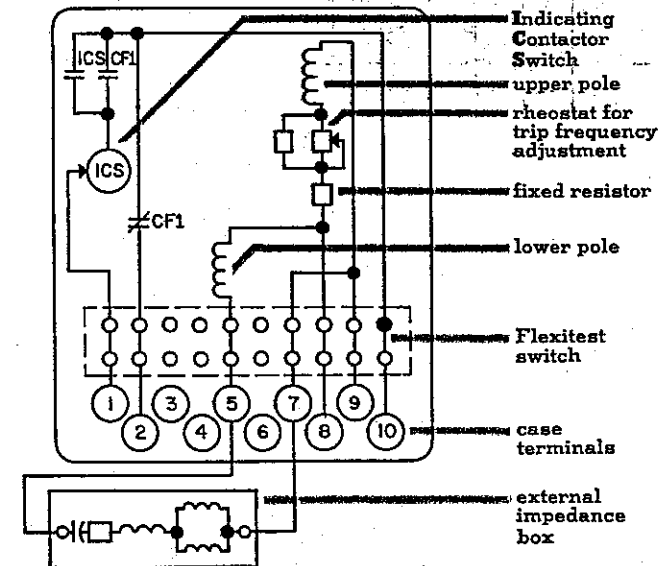 Indicating
Contactor
Switch
ICS CF1
upper pole
rheostat for
trip frequency
adjustment
ICS
fixed resistor
CF1
lower pole
Flexitest
switch
1 2 3 4 5 6 7 8 9 10
case
terminals
external
impedance
box